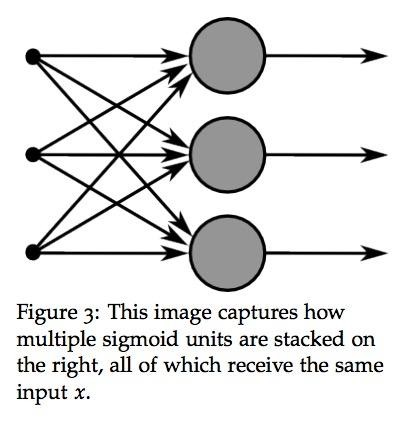 Figure 3: This image captures how
multiple sigmoid units are stacked on
the right, all of which receive the same
input x.